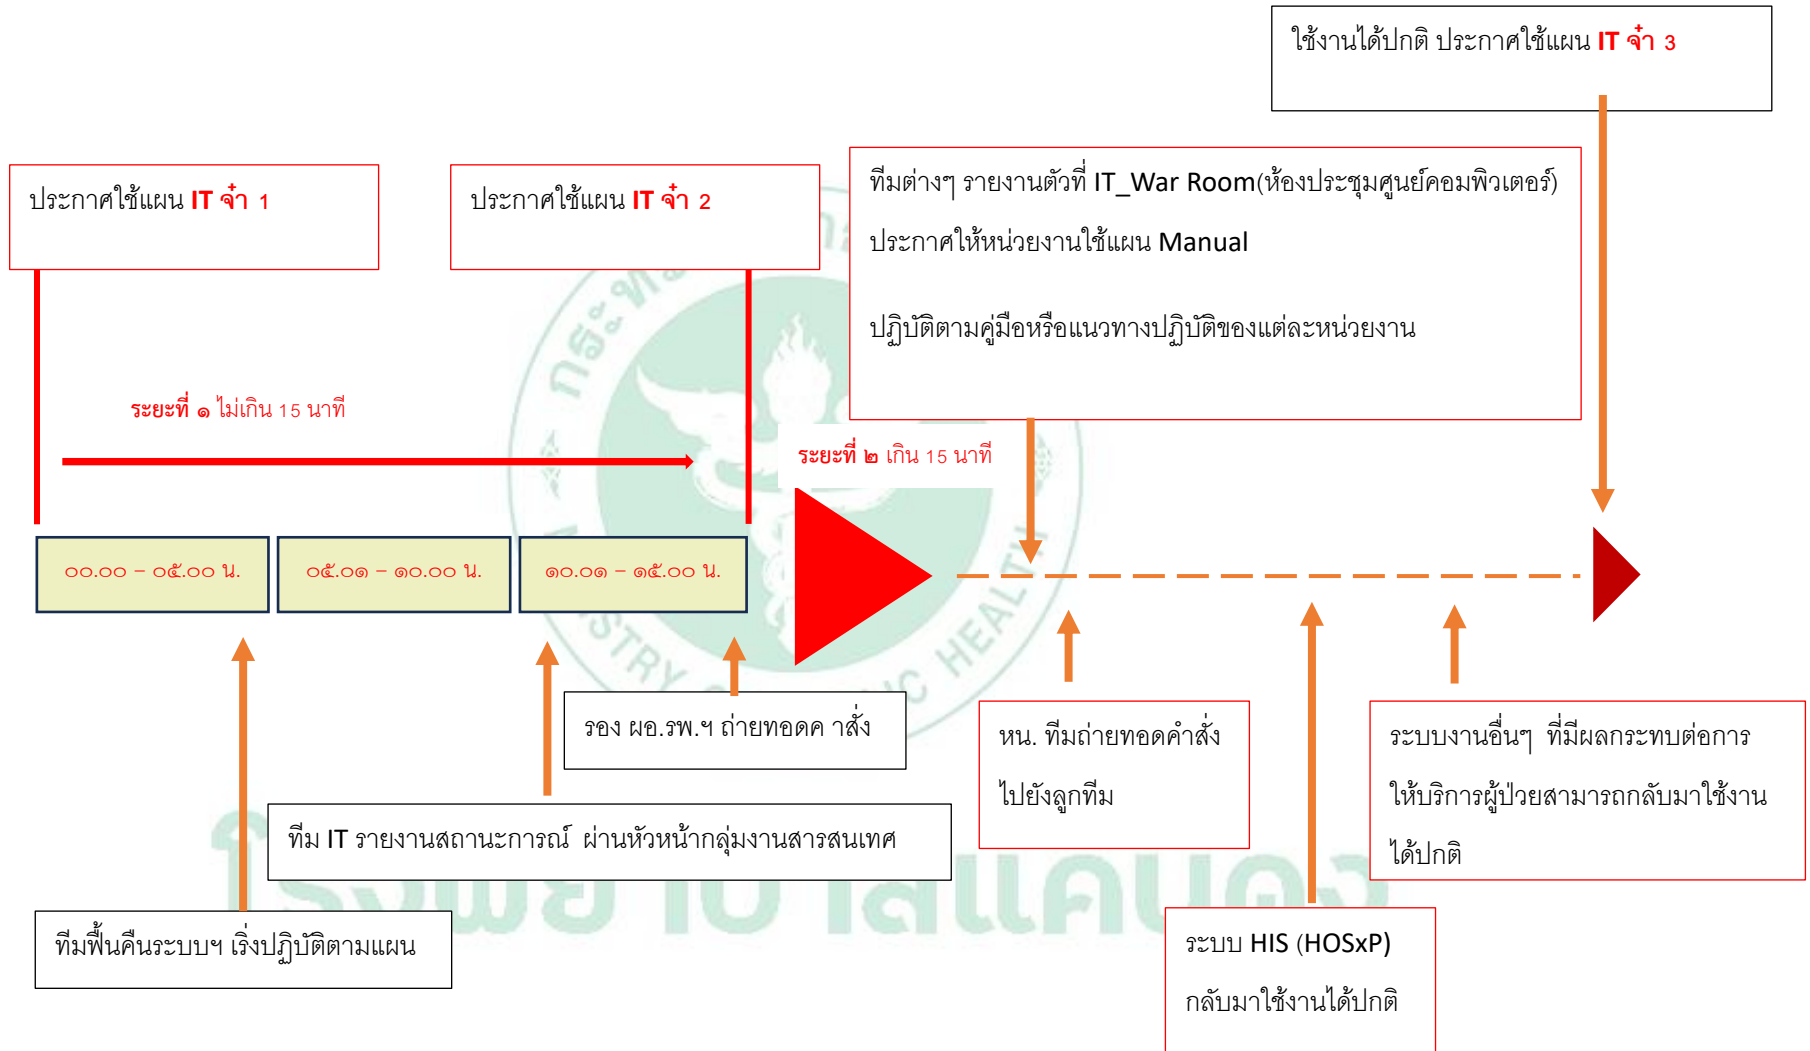 ใช้งานได้ปกติ ประกาศใช้แผน IT จ๋า 3
ประกาศใช้แผน IT จ๋า 1
ประกาศใช้แผน IT จ๋า 2
ทีมต่างๆ รายงานตัวที่ IT_War Room(ห้องประชุมศูนย์คอมพิวเตอร์)
ประกาศให้หน่วยงานใช้แผน Manual
ปฏิบัติตามคู่มือหรือแนวทางปฏิบัติของแต่ละหน่วยงาน
ระยะที่ ๑ ไม่เกิน 15 นาที
ระยะที่ ๒ เกิน 15 นาที
๐๐.๐๐ – ๐๕.๐๐ น.
๐๕.๐๑ – ๑๐.๐๐ น.
๑๐.๐๑ – ๑๕.๐๐ น.
รอง ผอ.รพ.ฯ ถ่ายทอดค าสั่ง
หน. ทีมถ่ายทอดคำสั่ง
ไปยังลูกทีม
ระบบงานอื่นๆ ที่มีผลกระทบต่อการ
ให้บริการผู้ป่วยสามารถกลับมาใช้งาน
ได้ปกติ
ทีม IT รายงานสถานะการณ์ ผ่านหัวหน้ากลุ่มงานสารสนเทศ
ทีมฟื้นคืนระบบฯ เริ่งปฏิบัติตามแผน
ระบบ HIS (HOSxP)
กลับมาใช้งานได้ปกติ
โรงพยาบาลแคนดง